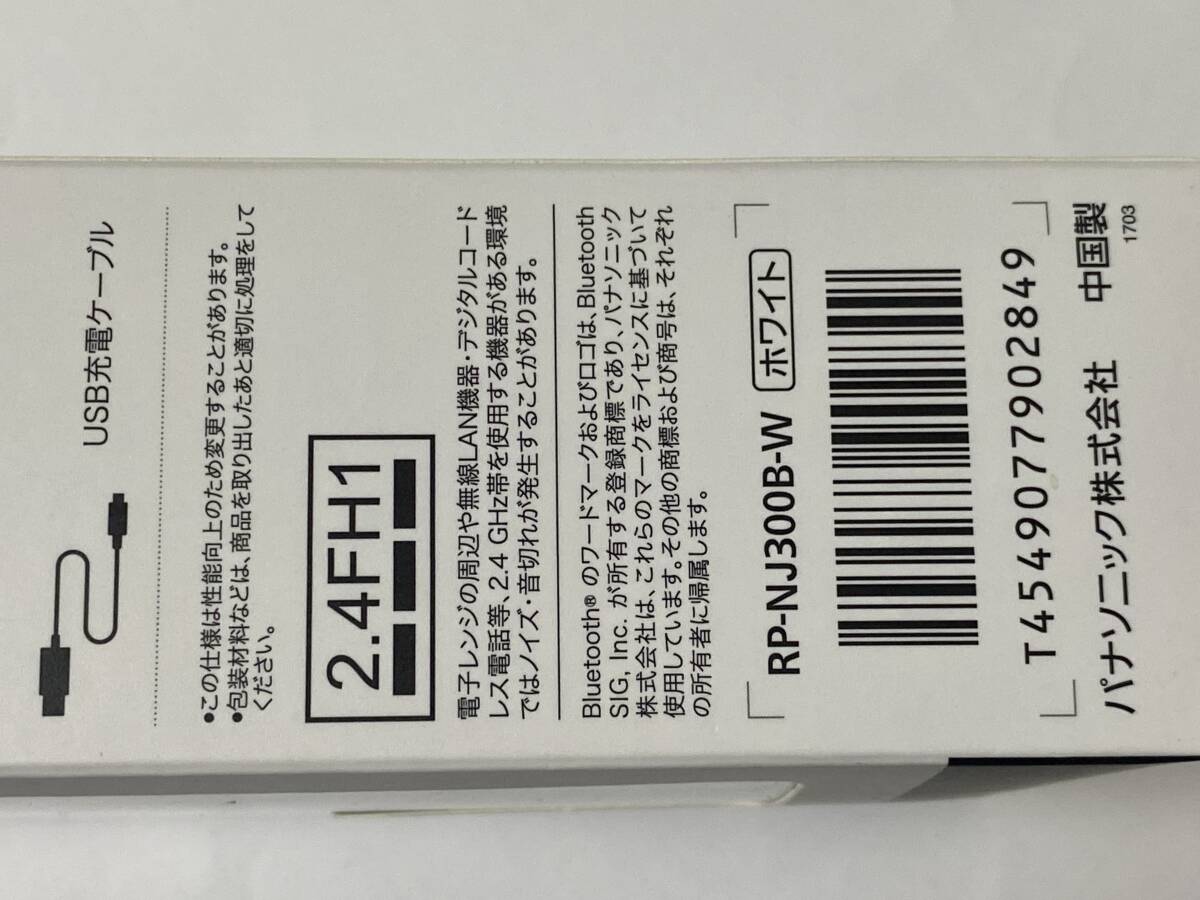 USB充電ケーブル
•この仕様は性能向上のため変更することがあります。
•包装材料などは、商品を取り出したあと適切に処理をして
ください。
2.4FH1
電子レンジの周辺や無線LAN機器・デジタルコード
レス電話等、2.4 GHz帯を使用する機器がある環境
ではノイズ・音切れが発生することがあります。
Bluetooth® のワードマークおよびロゴは、Bluetooth
SIG, Inc. が所有する登録商標であり、パナソニック
株式会社は、これらのマークをライセンスに基づいて
使用しています。その他の商標および商号は、それぞれ
の所有者に帰属します。
RP-NJ300B-W ホワイト
T4549077902849
パナソニック株式会社 中国製
1703